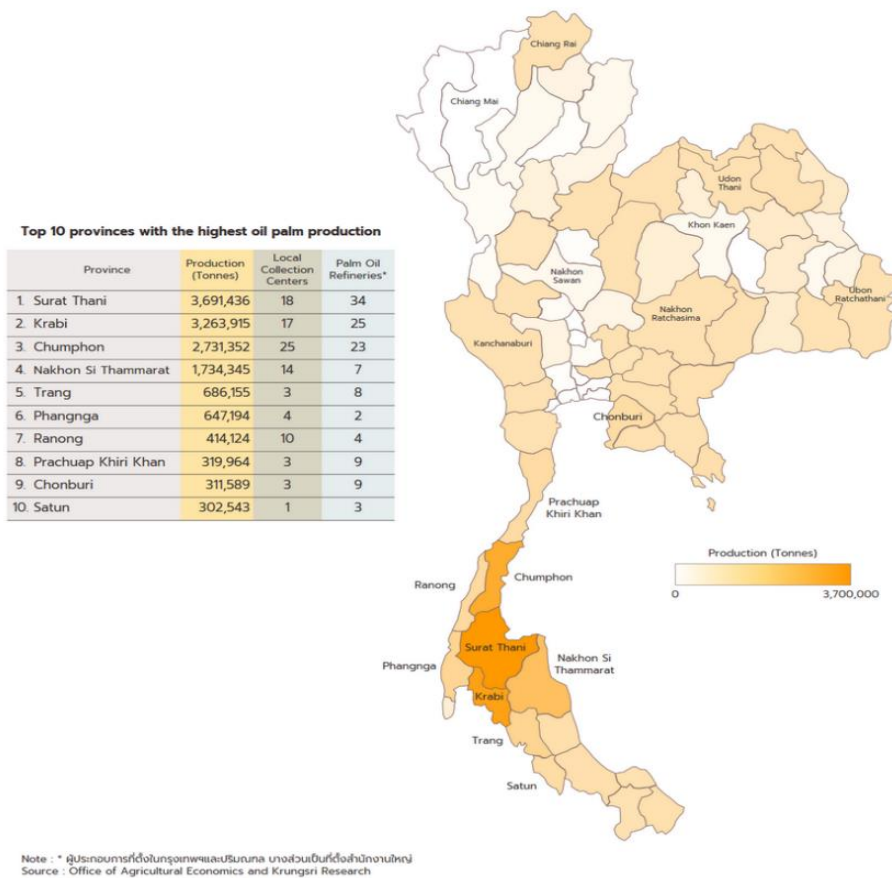 Top 10 provinces with the highest oil palm production
Province Production (Tonnes) Local Collection Centers Palm Oil Refineries*
1. Surat Thani 3,691,436 18 34
2. Krabi 3,263,915 17 25
3. Chumphon 2,731,352 25 23
4. Nakhon Si Thammarat 1,734,345 14 7
5. Trang 686,155 3 8
6. Phangnga 647,194 4 2
7. Ranong 414,124 10 4
8. Prachuap Khiri Khan 319,964 3 9
9. Chonburi 311,589 3 9
10. Satun 302,543 1 3
Chiang Rai
Chiang Mai
Udon
Thani
Khon Kaen
Nakhon
Sawan
Ubon
Ratchathani
Nakhon
Ratchasima
Kanchanaburi
Chonburi
Prachuap
Khiri Khan
Production (Tonnes)
0 3,700,000
Chumphon
Ranong
Surat Thani
Nakhon Si
Thammarat
Phangnga
Krabi
Trang
Satun
Note : * ผู้ประกอบการที่ตั้งในกรุงเทพฯและปริมณฑล บางส่วนเป็นที่ตั้งสำนักงานใหญ่
Source : Office of Agricultural Economics and Krungsri Research